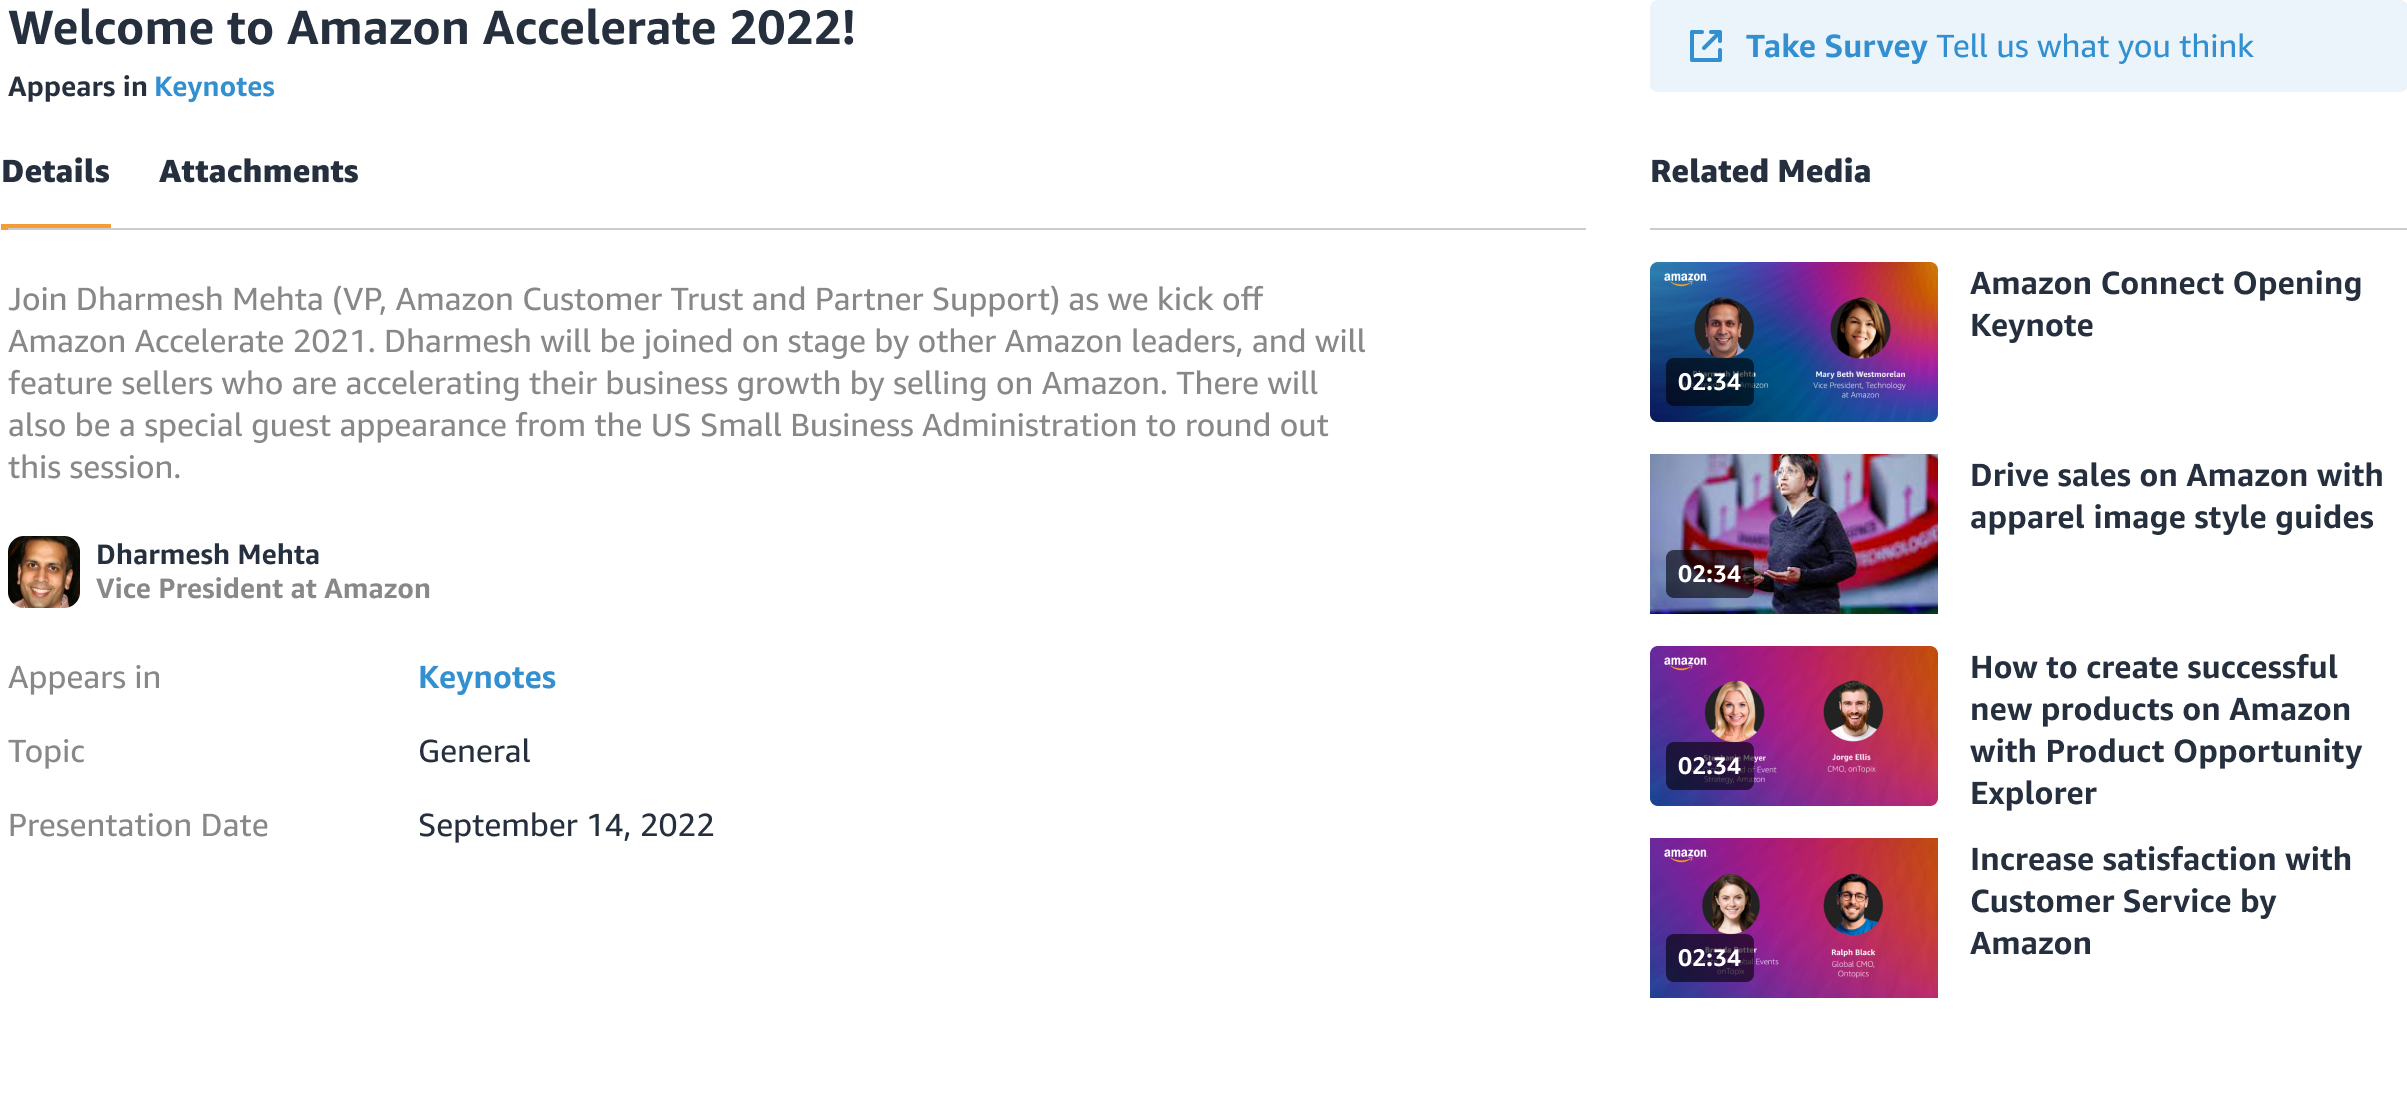 Welcome to Amazon Accelerate 2022!
Appears in Keynotes
Details Attachments
Join Dharmesh Mehta (VP, Amazon Customer Trust and Partner Support) as we kick off
Amazon Accelerate 2021. Dharmesh will be joined on stage by other Amazon leaders, and will
feature sellers who are accelerating their business growth by selling on Amazon. There will
also be a special guest appearance from the US Small Business Administration to round out
this session.
Dharmesh Mehta
Vice President at Amazon
Appears in Keynotes
Topic General
Presentation Date September 14, 2022
Take Survey Tell us what you think
Related Media
amazon
Mary Beth Westmorelan
Vice President, Technology
at Amazon
02:34
Amazon Connect Opening
Keynote
02:34
Drive sales on Amazon with
apparel image style guides
amazon
Meyer
Jorge Ellis
of Event
CMO, onTopix
Strategy, Amazon
02:34
How to create successful
new products on Amazon
with Product Opportunity
Explorer
amazon
Ralph Black
Events
Global CMO,
Ontopics
onTopix
02:34
Increase satisfaction with
Customer Service by
Amazon